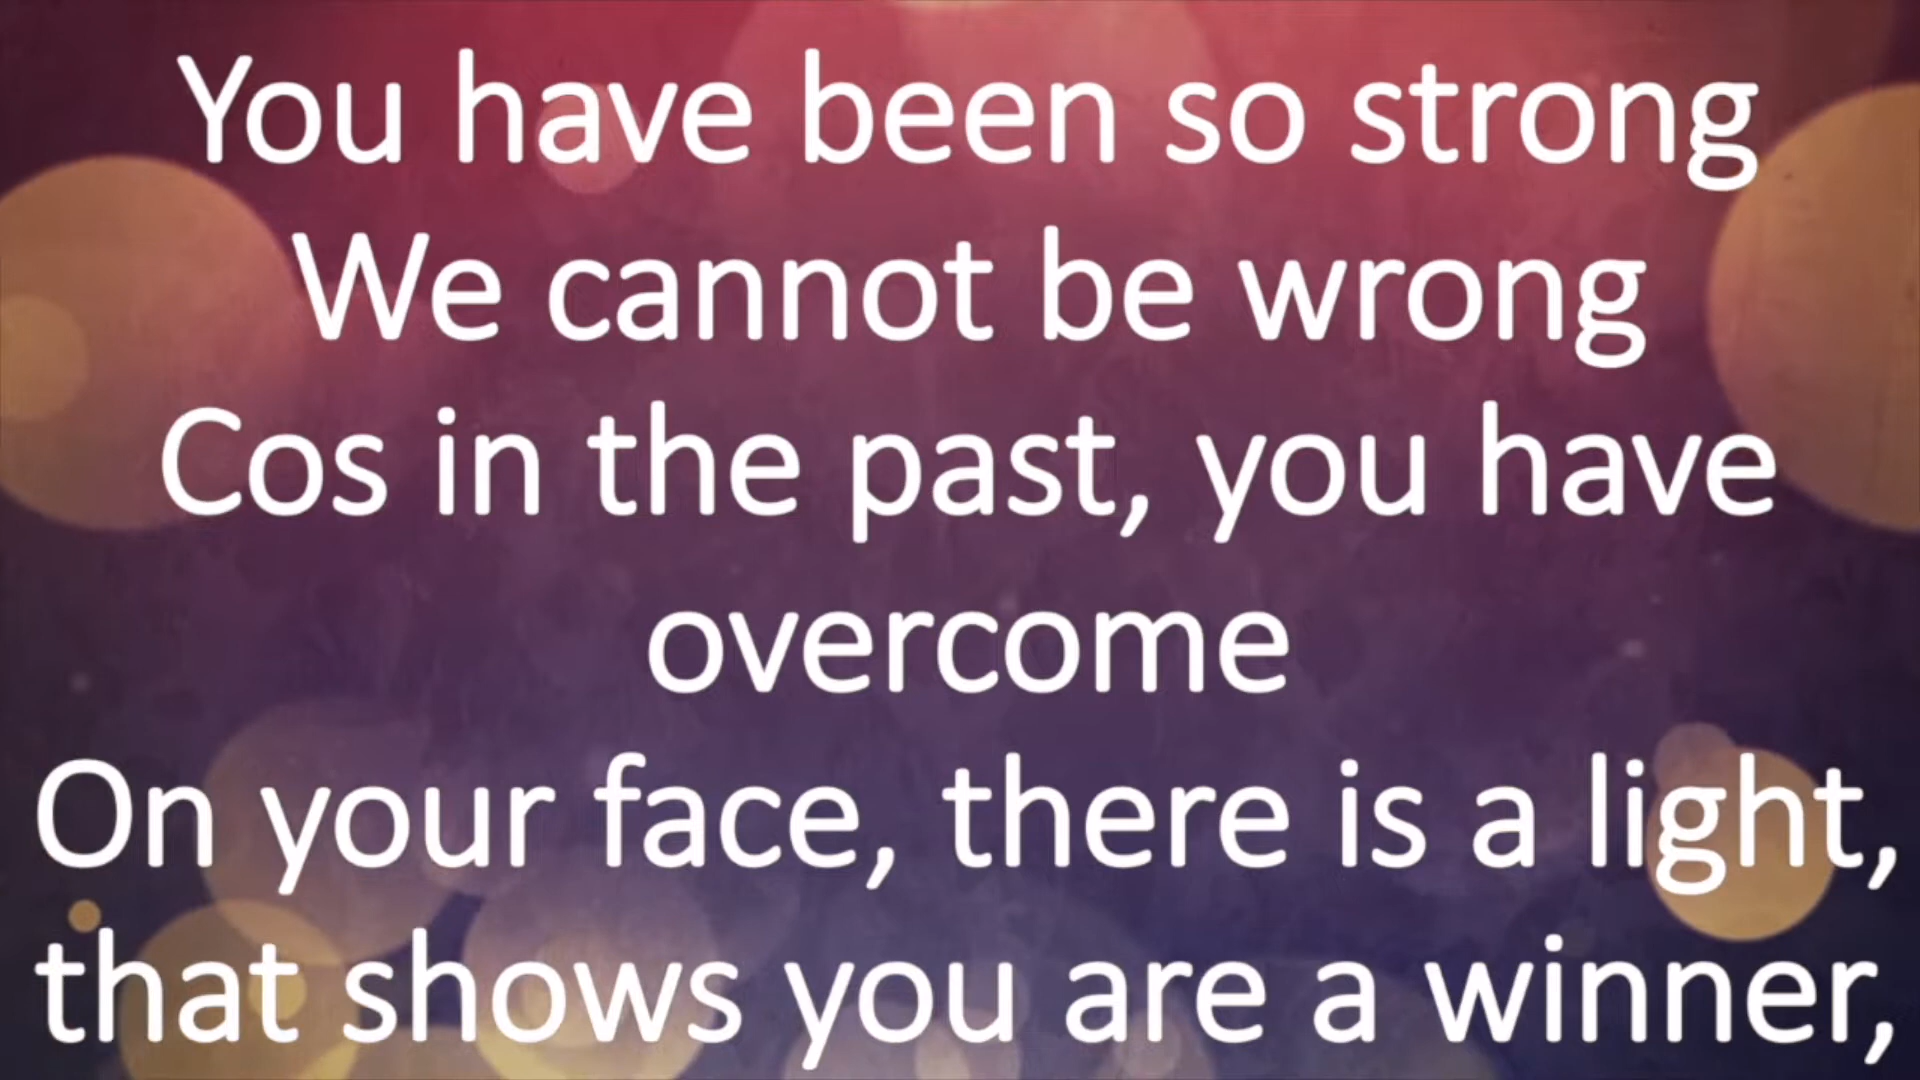 You have been so strong
We cannot be wrong
Cos in the past, you have
overcome
On your face, there is a light,
that shows you are a winner,